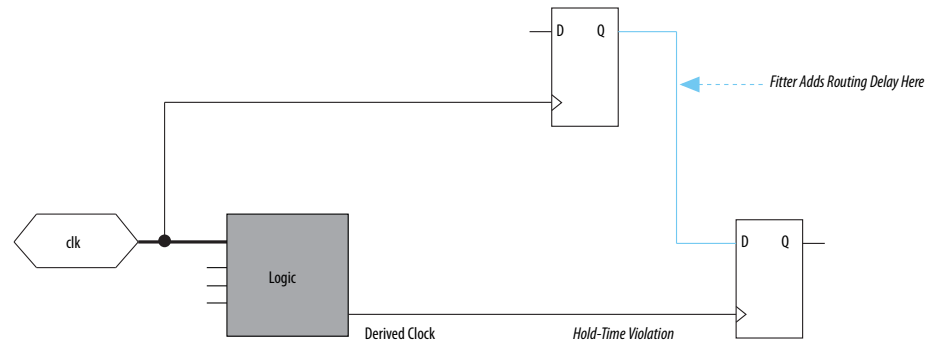 D Q
Fitter Adds Routing Delay Here
clk
Logic
D Q
Derived Clock
Hold-Time Violation